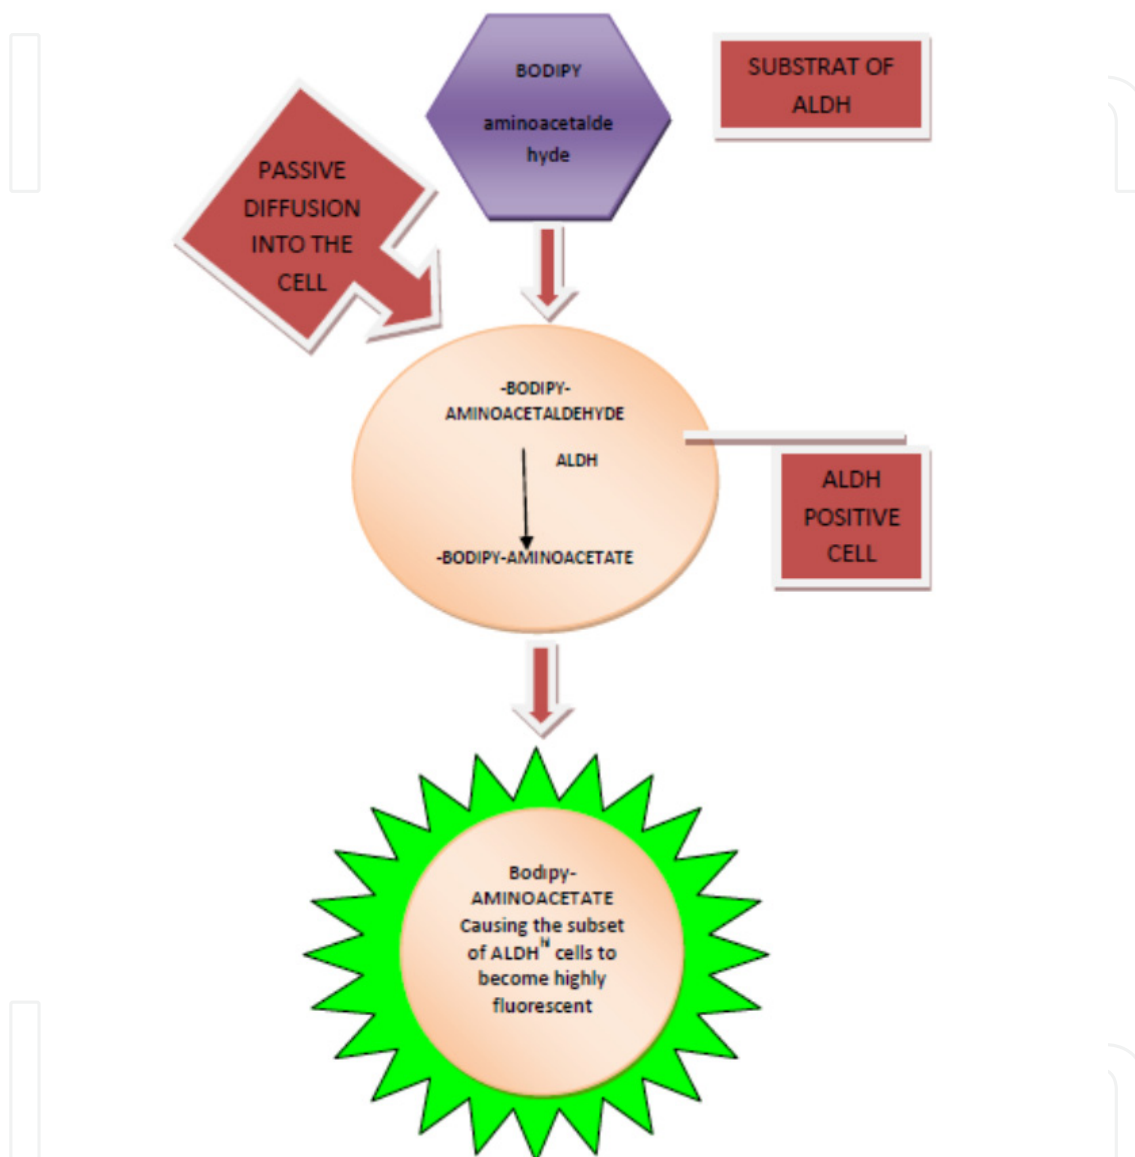 BODIPY
aminoacetalde
hyde
SUBSTRAT OF
ALDH
PASSIVE
DIFFUSION
INTO THE
CELL
-BODIPY-
AMINOACETALDEHYDE
ALDH
-BODIPY-AMINOACETATE
ALDH
POSITIVE
CELL
Bodipy-
AMINOACETATE
Causing the subset
of ALDH^hi cells to
become highly
fluorescent